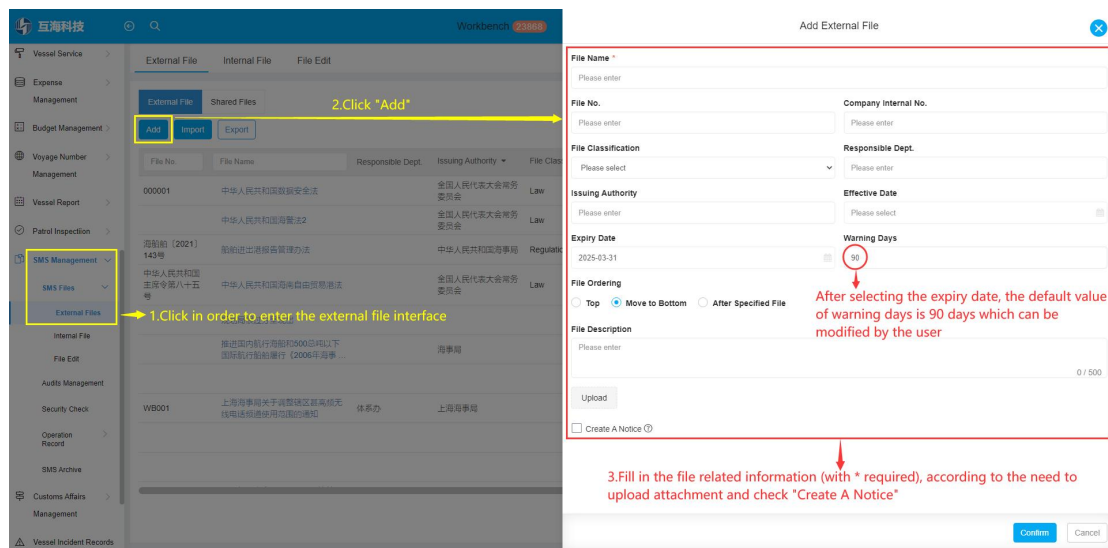 互海科技
Workbench 23868
Vessel Service
Expense
Management
Budget Management
Voyage Number
Management
Vessel Report
Patrol Inspection
SMS Management
SMS Files
External Files
Internal File
File Edit
Audits Management
Security Check
Operation
Record
SMS Archive
Customs Affairs
Management
Vessel Incident Records
External File Internal File File Edit
External File Shared Files
2.Click "Add"
Add Import Export
File No. File Name Responsible Dept. Issuing Authority File Clas
000001 中华人民共和国数据安全法 全国人民代表大会常务
委员会 Law
中华人民共和国海警法2 全国人民代表大会常务
委员会 Law
海船舶〔2021〕
143号 船舶进出港报告管理办法 中华人民共和国海事局 Regulatio
中华人民共和国
主席令第八十五
号 中华人民共和国海南自由贸易港法 全国人民代表大会常务
委员会 Law
1.Click in order to enter the external file interface
推进国内航行海船和500总吨以下
国际航行船舶履行《2006年海事...
海事局
WB001 上海海事局关于调整辖区甚高频无
线电话频道使用范围的通知 体系办 上海海事局
Add External File
File Name *
Please enter
File No. Company Internal No.
Please enter Please enter
File Classification Responsible Dept.
Please select Please enter
Issuing Authority Effective Date
Please enter Please select
Expiry Date Warning Days
2025-03-31 90
File Ordering
Top Move to Bottom After Specified File
After selecting the expiry date, the default value
of warning days is 90 days which can be
modified by the user
File Description
Please enter
0 / 500
Upload
Create A Notice
3.Fill in the file related information (with * required), according to the need to
upload attachment and check "Create A Notice"
Confirm Cancel